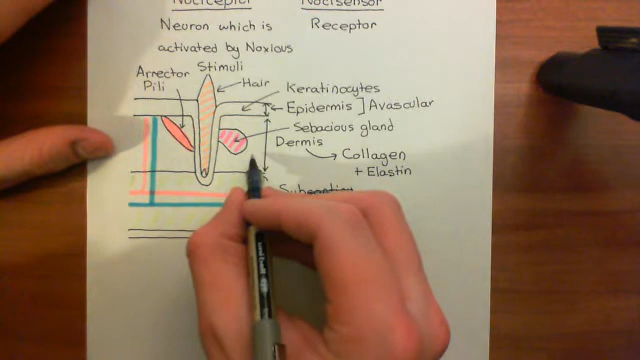 Nociceptor Nocisensor
Neuron which is Receptor
activated by Noxious
Stimuli
Arrector
Pili
Hair
Keratinocytes
Epidermis ] Avascular
Sebacious gland
Dermis
Collagen
+ Elastin